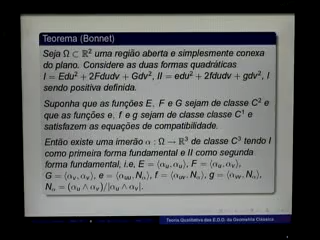 Teorema (Bonnet)
Seja Ω ⊂ ℝ² uma região aberta e simplesmente conexa
do plano. Considere as duas formas quadráticas
I = Edu² + 2Fdudv + Gdv², II = edu² + 2fdudv + gdv², I
sendo positiva definida.
Suponha que as funções E, F e G sejam de classe C² e
que as funções e, f e g sejam de classe classe C¹ e
satisfazem as equações de compatibilidade.
Então existe uma imerão α : Ω → ℝ³ de classe C³ tendo I
como primeira forma fundamental e II como segunda
forma fundamental, i.e, E = ⟨αᵤ, αᵤ⟩, F = ⟨αᵤ, αᵥ⟩,
G = ⟨αᵥ, αᵥ⟩, e = ⟨αᵤᵤ, Nα⟩, f = ⟨αᵤᵥ, Nα⟩, g = ⟨αᵥᵥ, Nα⟩,
Nα = (αᵤ ∧ αᵥ)/|αᵤ ∧ αᵥ|.
Teoria Qualitativa das E.D.O. da Geometria Clássica